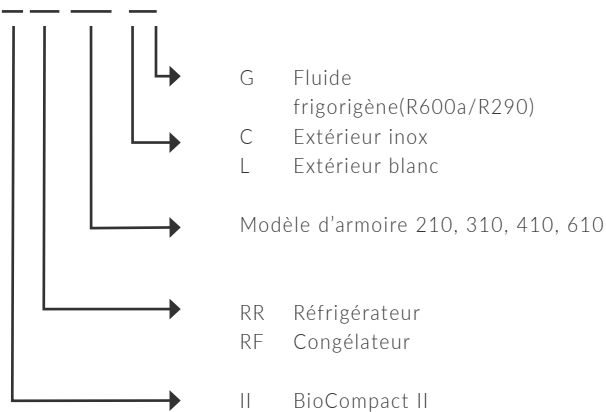 G Fluide
frigorigène(R600a/R290)
C Extérieur inox
L Extérieur blanc
Modèle d'armoire 210, 310, 410, 610
RR Réfrigérateur
RF Congélateur
II BioCompact II